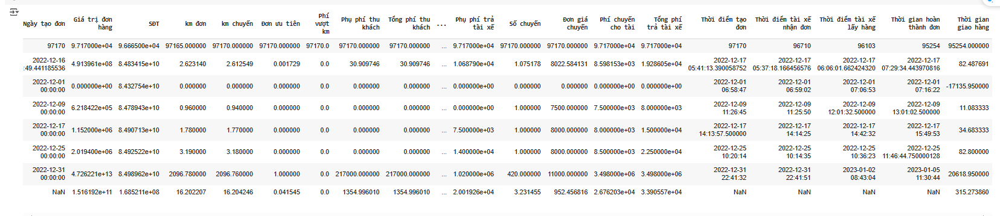 Ngày tạo đơn Giá trị đơn hàng SĐT km đơn km chuyến Đơn ưu tiên Phí vượt km Phụ phí thu khách Tổng phí thu khách ... Phụ phí trả tài xế Số chuyến Đơn giá chuyến Phí chuyến cho tài Tổng phí trả tài xế Thời điểm tạo đơn Thời điểm tài xế nhận đơn Thời điểm tài xế lấy hàng Thời gian hoàn thành đơn Thời gian giao hàng
97170 9.717000e+04 9.666500e+04 97165.000000 97170.000000 97170.000000 97170.0 97170.000000 97170.000000 ... 9.717000e+04 97170.000000 97170.000000 9.717000e+04 9.717000e+04 97170 96710 96103 95254 95254.000000
2022-12-16 :49.441185536 4.913961e+08 8.483415e+10 2.623140 2.612549 0.001729 0.0 30.909746 30.909746 ... 1.068790e+04 1.075178 8022.584131 8.598153e+03 1.928605e+04 2022-12-17 05:41:13.390058752 2022-12-17 05:37:18.166456576 2022-12-17 06:06:01.662424320 2022-12-17 07:29:34.443970816 82.487691
2022-12-01 00:00:00 0.000000e+00 8.432754e+10 0.000000 0.000000 0.000000 0.0 0.000000 0.000000 ... 0.000000e+00 0.000000 0.000000 0.000000e+00 0.000000e+00 2022-12-01 06:58:47 2022-12-01 06:59:02 2022-12-01 07:06:53 2022-12-01 07:16:22 -17135.950000
2022-12-09 00:00:00 6.218422e+05 8.478943e+10 0.960000 0.940000 0.000000 0.0 0.000000 0.000000 ... 0.000000e+00 1.000000 7500.000000 7.500000e+03 8.000000e+03 2022-12-09 11:26:45 2022-12-09 11:25:50 2022-12-09 12:01:32.500000 2022-12-09 13:01:02.500000 11.083333
2022-12-17 00:00:00 1.152000e+06 8.490713e+10 1.780000 1.770000 0.000000 0.0 0.000000 0.000000 ... 7.500000e+03 1.000000 8000.000000 8.000000e+03 1.500000e+04 2022-12-17 14:13:57.500000 2022-12-17 14:14:25 2022-12-17 14:42:32 2022-12-17 15:49:53 34.683333
2022-12-25 00:00:00 2.019400e+06 8.492522e+10 3.190000 3.180000 0.000000 0.0 0.000000 0.000000 ... 1.400000e+04 1.000000 8000.000000 8.500000e+03 2.250000e+04 2022-12-25 10:20:14 2022-12-25 10:14:35 2022-12-25 10:36:23 2022-12-25 11:46:44.750000128 82.800000
2022-12-31 00:00:00 4.726221e+13 8.498962e+10 2096.780000 2096.760000 1.000000 0.0 217000.000000 217000.000000 ... 1.020000e+06 420.000000 11000.000000 3.498000e+06 3.498000e+06 2022-12-31 22:41:32 2022-12-31 22:41:51 2023-01-02 08:43:04 2023-01-05 11:30:44 20618.950000
NaN 1.516192e+11 1.685211e+08 16.202207 16.204246 0.041545 0.0 1354.996010 1354.996010 ... 2.001926e+04 3.231455 952.456816 2.676203e+04 3.390557e+04 NaN NaN NaN NaN 315.273860